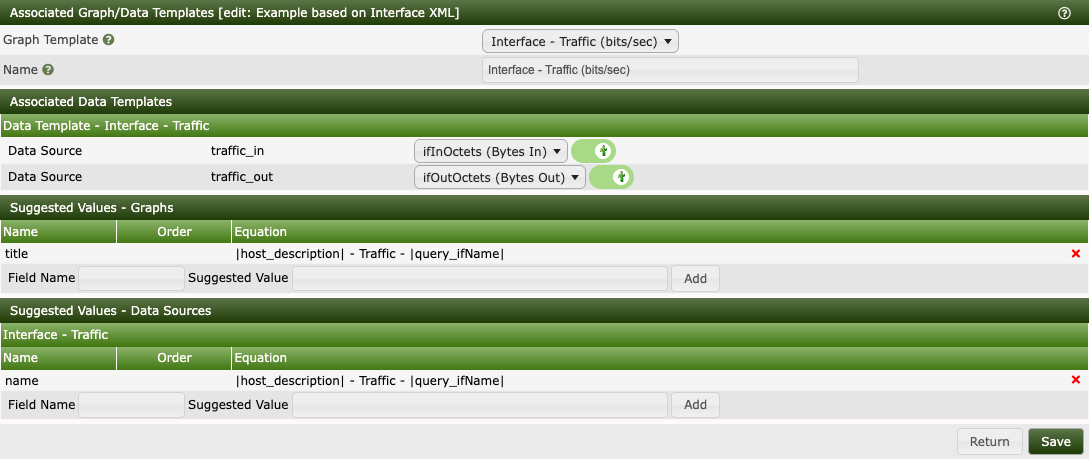 Associated Graph/Data Templates [edit: Example based on Interface XML]
Graph Template Interface - Traffic (bits/sec)
Name Interface - Traffic (bits/sec)
Associated Data Templates
Data Template - Interface - Traffic
Data Source traffic_in ifInOctets (Bytes In)
Data Source traffic_out ifOutOctets (Bytes Out)
Suggested Values - Graphs
Name Order Equation
title |host_description| - Traffic - |query_ifName|
Field Name Suggested Value Add
Suggested Values - Data Sources
Interface - Traffic
Name Order Equation
name |host_description| - Traffic - |query_ifName|
Field Name Suggested Value Add
Return Save